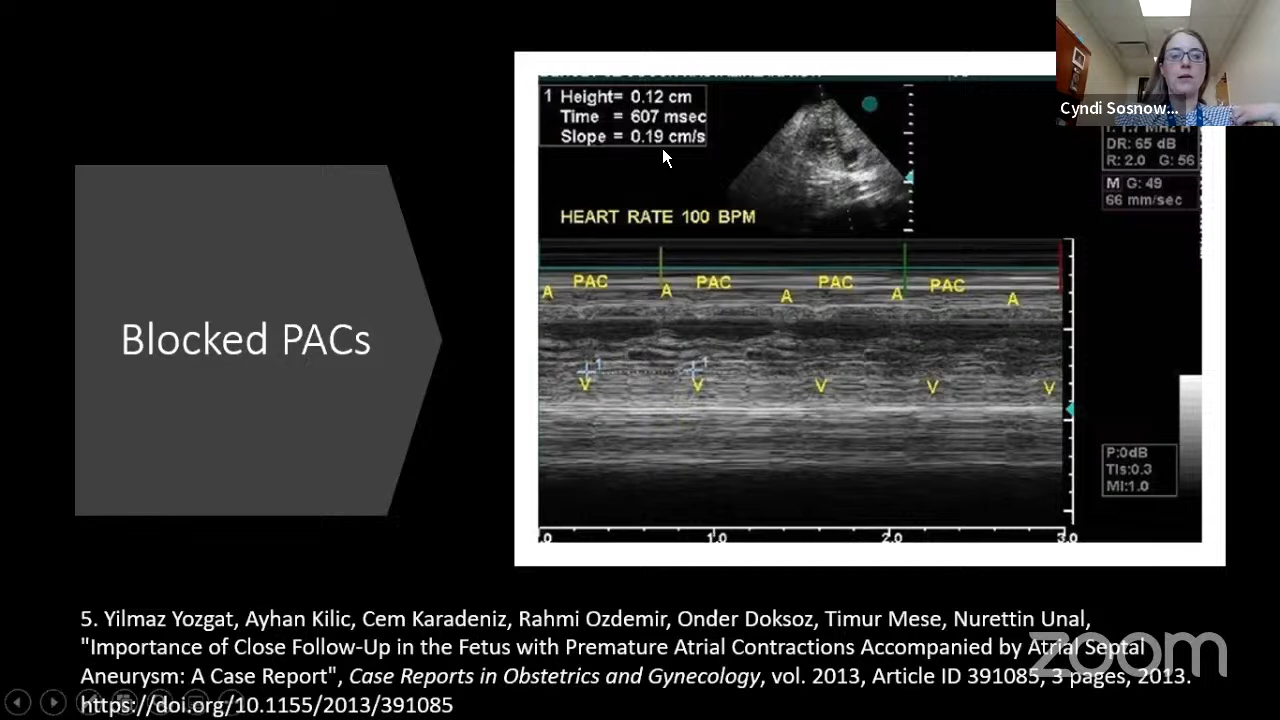 Blocked PACs
1 Height= 0.12 cm
Time = 607 msec
Slope = 0.19 cm/s
HEART RATE 100 BPM
Cyndi Sosnow...
DR: 65 dB
R: 2.0 G: 56
M G: 49
66 mm/sec
PAC PAC PAC PAC
A A A A A
1 1
V V V V V
P:0dB
TIs:0.3
MI:1.0
.0 1.0 2.0 3.0
5. Yilmaz Yozgat, Ayhan Kilic, Cem Karadeniz, Rahmi Ozdemir, Onder Doksoz, Timur Mese, Nurettin Unal,
"Importance of Close Follow-Up in the Fetus with Premature Atrial Contractions Accompanied by Atrial Septal
Aneurysm: A Case Report", Case Reports in Obstetrics and Gynecology, vol. 2013, Article ID 391085, 3 pages, 2013.
https://doi.org/10.1155/2013/391085
zoom